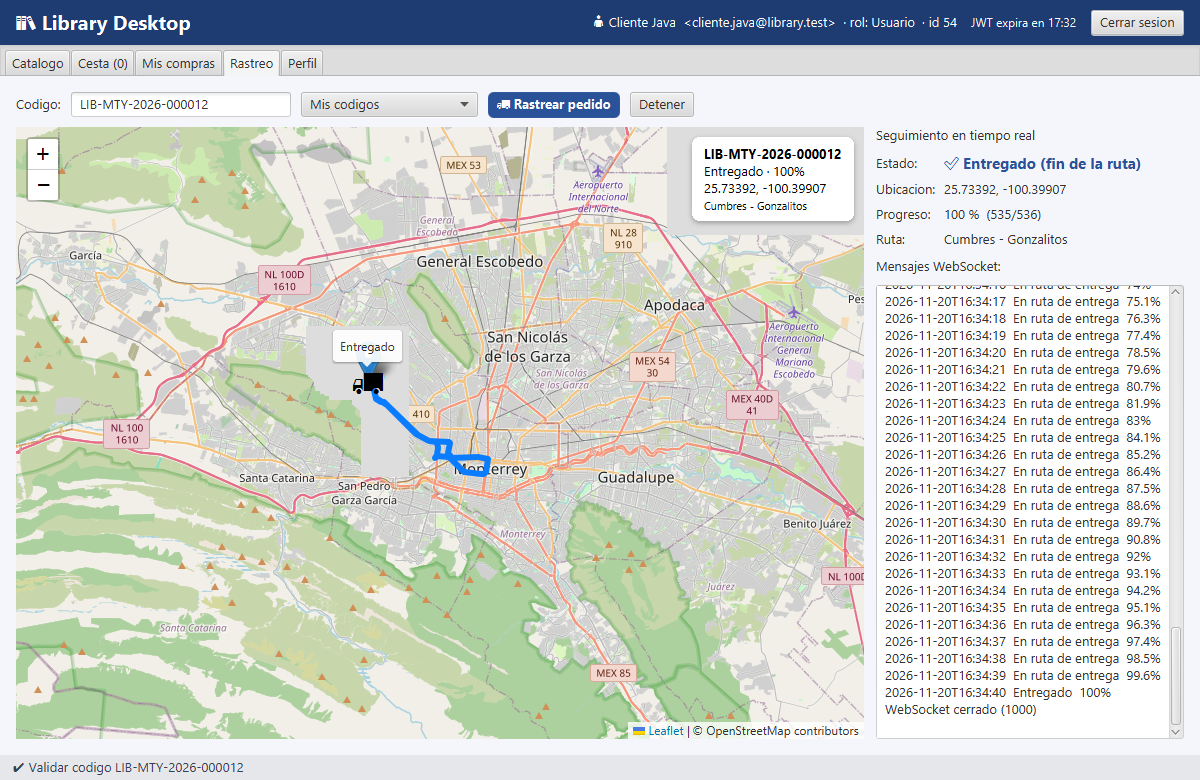 Library Desktop
Cliente Java <cliente.java@library.test> · rol: Usuario · id 54
JWT expira en 17:32
Cerrar sesion
Catalogo
Cesta (0)
Mis compras
Rastreo
Perfil
Codigo:
LIB-MTY-2026-000012
Mis codigos
Rastrear pedido
Detener
+
−
LIB-MTY-2026-000012
Entregado · 100%
25.73392, -100.39907
Cumbres - Gonzalitos
MEX 53
Aeropuerto
Internacional
del Norte
General
Escobedo
NL 28
910
García
NL 100D
1610
General Escobedo
Apodaca
Aeropuerto
Internacional
General
Mariano
Escobedo
San Nicolás
de los Garza
San Nicolás
de los Garza
Entregado
MEX 54
30
MEX 40D
41
410
NL 100
1610
Monterrey
Santa Catarina
San Pedro
Garza García
Guadalupe
Benito Juárez
Monterrey
Juárez
Santa Catarina
MEX 85
Leaflet | © OpenStreetMap contributors
Seguimiento en tiempo real
Estado:
Entregado (fin de la ruta)
Ubicacion: 25.73392, -100.39907
Progreso: 100 % (535/536)
Ruta: Cumbres - Gonzalitos
Mensajes WebSocket:
2026-11-20T16:34:17 En ruta de entrega 75.1%
2026-11-20T16:34:18 En ruta de entrega 76.3%
2026-11-20T16:34:19 En ruta de entrega 77.4%
2026-11-20T16:34:20 En ruta de entrega 78.5%
2026-11-20T16:34:21 En ruta de entrega 79.6%
2026-11-20T16:34:22 En ruta de entrega 80.7%
2026-11-20T16:34:23 En ruta de entrega 81.9%
2026-11-20T16:34:24 En ruta de entrega 83%
2026-11-20T16:34:25 En ruta de entrega 84.1%
2026-11-20T16:34:26 En ruta de entrega 85.2%
2026-11-20T16:34:27 En ruta de entrega 86.4%
2026-11-20T16:34:28 En ruta de entrega 87.5%
2026-11-20T16:34:29 En ruta de entrega 88.6%
2026-11-20T16:34:30 En ruta de entrega 89.7%
2026-11-20T16:34:31 En ruta de entrega 90.8%
2026-11-20T16:34:32 En ruta de entrega 92%
2026-11-20T16:34:33 En ruta de entrega 93.1%
2026-11-20T16:34:34 En ruta de entrega 94.2%
2026-11-20T16:34:35 En ruta de entrega 95.1%
2026-11-20T16:34:36 En ruta de entrega 96.3%
2026-11-20T16:34:37 En ruta de entrega 97.4%
2026-11-20T16:34:38 En ruta de entrega 98.5%
2026-11-20T16:34:39 En ruta de entrega 99.6%
2026-11-20T16:34:40 Entregado 100%
WebSocket cerrado (1000)
✔ Validar codigo LIB-MTY-2026-000012